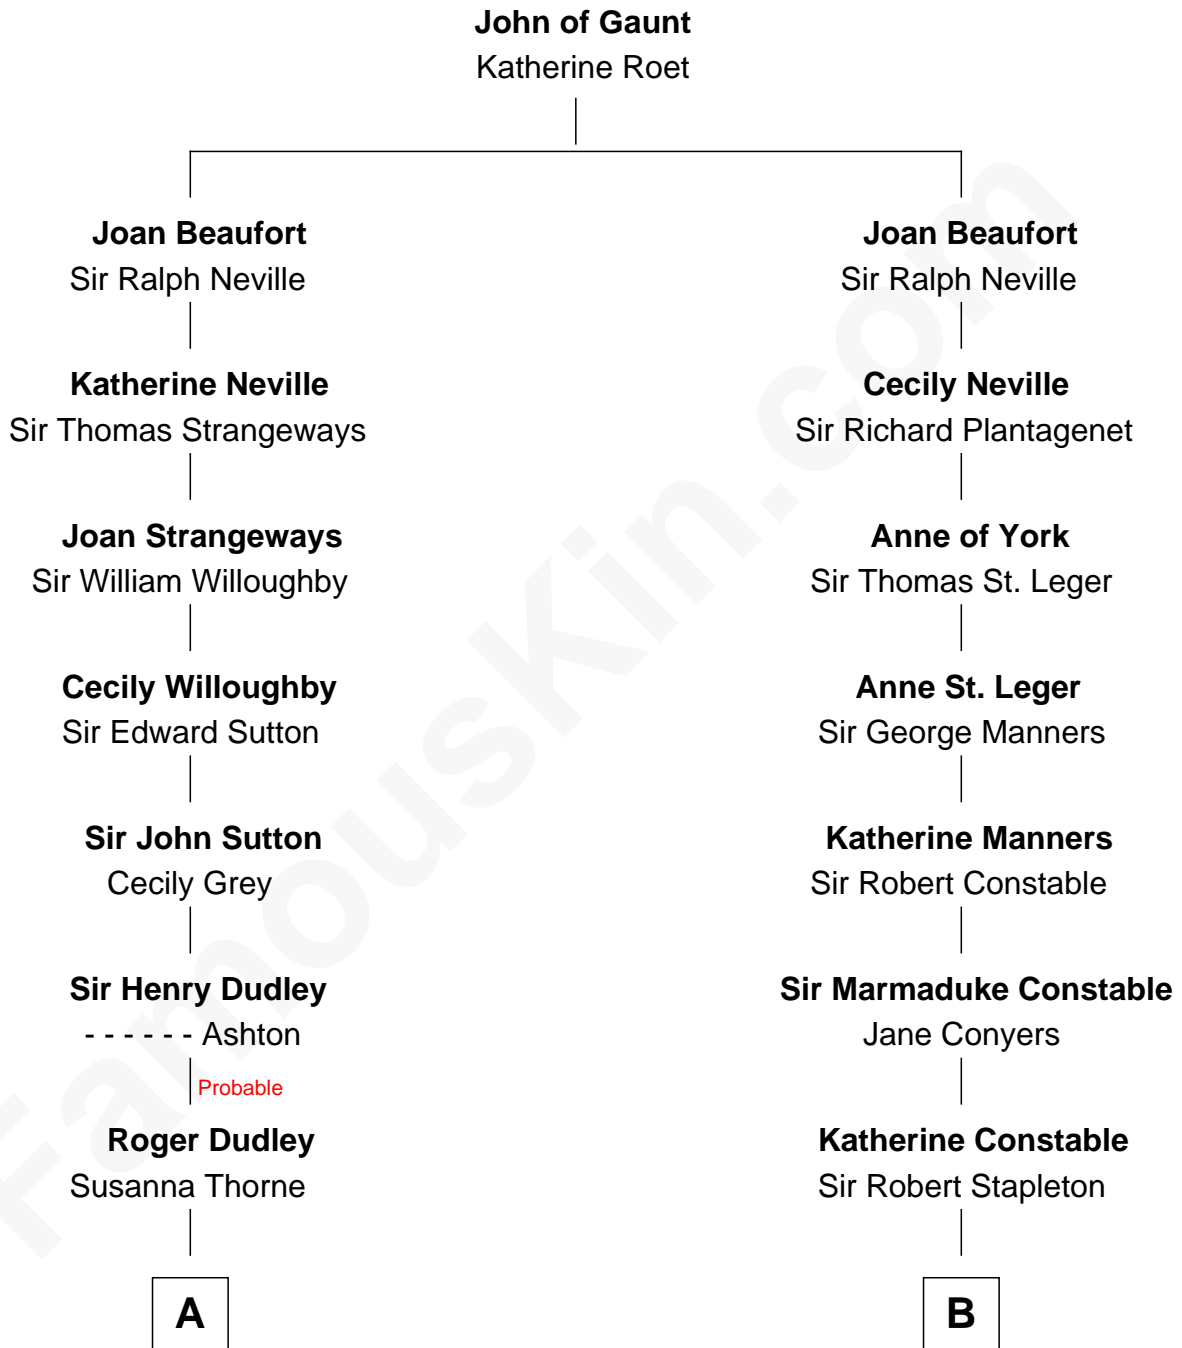 John of Gaunt
Katherine Roet
Joan Beaufort
Sir Ralph Neville
Joan Beaufort
Sir Ralph Neville
Katherine Neville
Sir Thomas Strangeways
Cecily Neville
Sir Richard Plantagenet
Joan Strangeways
Sir William Willoughby
Anne of York
Sir Thomas St. Leger
Cecily Willoughby
Sir Edward Sutton
Anne St. Leger
Sir George Manners
Sir John Sutton
Cecily Grey
Katherine Manners
Sir Robert Constable
Sir Henry Dudley
- - - - - - Ashton
Sir Marmaduke Constable
Jane Conyers
Probable
Roger Dudley
Susanna Thorne
Katherine Constable
Sir Robert Stapleton
A
B
FamousKin.com